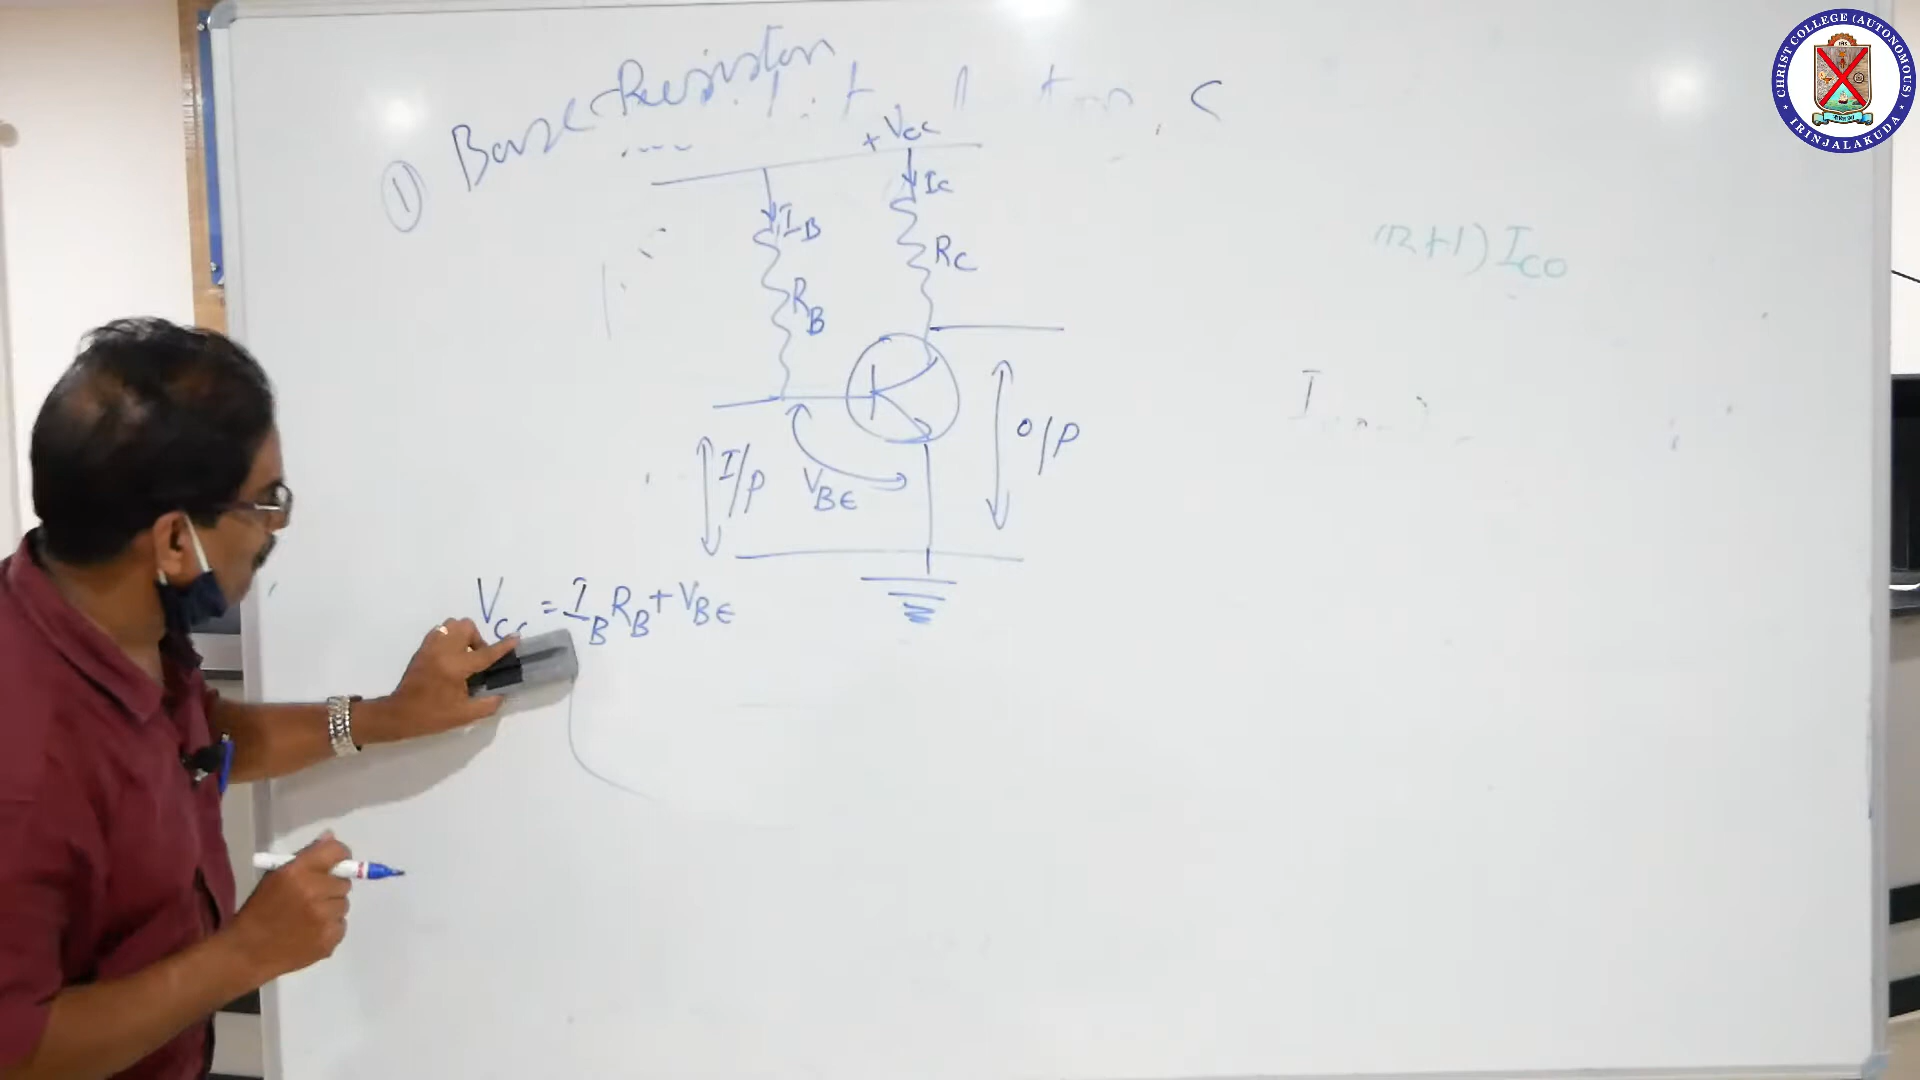 ① Base Resistor
+ Vcc
IB
Ic
RB
Rc
I/P
VBE
O/P
Vcc = IB RB + VBE
+1) ICO
I
CHRIST COLLEGE (AUTONOMOUS)
IRINJALAKUDA